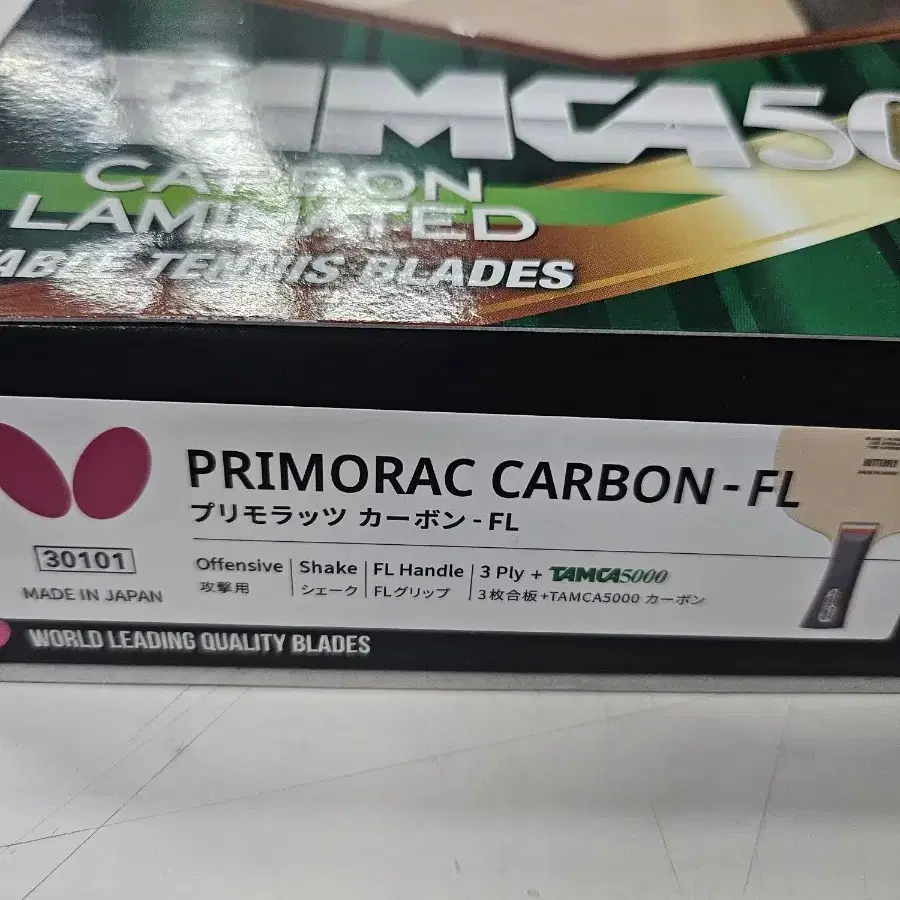 TAMCA50
CARBON
LAMINATED
TABLE TENNIS BLADES
PRIMORAC CARBON - FL
プリモラッツ カーボン - FL
30101
MADE IN JAPAN
Offensive Shake FL Handle 3 Ply + TAMCA5000
攻撃用 シェーク FLグリップ 3枚合板+TAMCA5000 カーボン
WORLD LEADING QUALITY BLADES